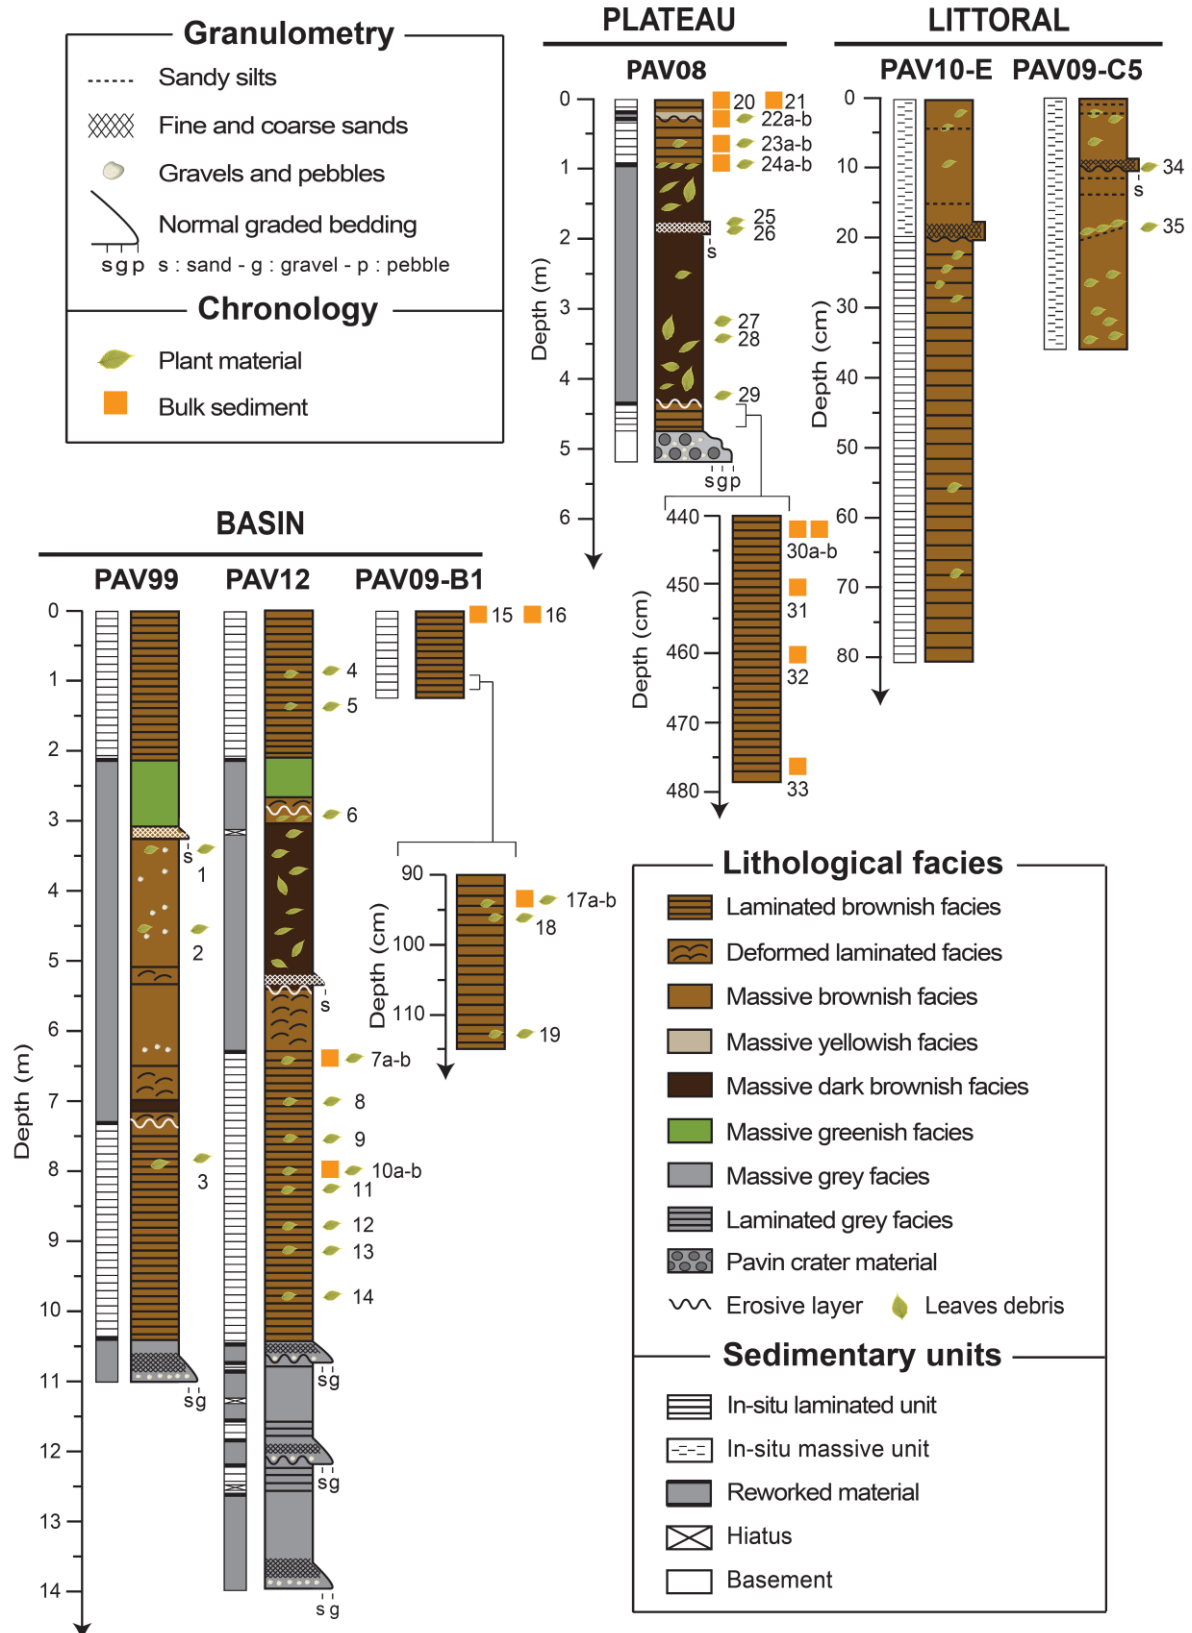 Granulometry
Sandy silts
Fine and coarse sands
Gravels and pebbles
Normal graded bedding
s g p s : sand - g : gravel - p : pebble
Chronology
Plant material
Bulk sediment
PLATEAU
PAV08
Depth (m)
0
1
2
3
4
5
6
20
21
22a-b
23a-b
24a-b
25
26
s
27
28
29
s g p
Depth (cm)
440
450
460
470
480
30a-b
31
32
33
LITTORAL
PAV10-E PAV09-C5
Depth (cm)
0
10
20
30
40
50
60
70
80
34
s
35
BASIN
PAV99 PAV12 PAV09-B1
Depth (m)
0
1
2
3
4
5
6
7
8
9
10
11
12
13
14
s
1
2
3
s g
4
5
6
s
7a-b
8
9
10a-b
11
12
13
14
s g
s g
s g
15
16
Depth (cm)
90
100
110
17a-b
18
19
Lithological facies
Laminated brownish facies
Deformed laminated facies
Massive brownish facies
Massive yellowish facies
Massive dark brownish facies
Massive greenish facies
Massive grey facies
Laminated grey facies
Pavin crater material
Erosive layer Leaves debris
Sedimentary units
In-situ laminated unit
In-situ massive unit
Reworked material
Hiatus
Basement